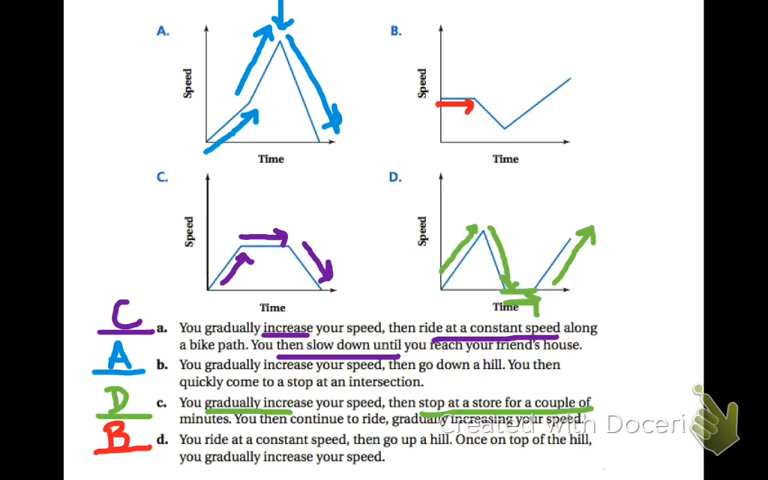 A.
B.
Speed
Speed
Time
Time
C.
D.
Speed
Speed
Time
Time
C a. You gradually increase your speed, then ride at a constant speed along
a bike path. You then slow down until you reach your friend's house.
A b. You gradually increase your speed, then go down a hill. You then
quickly come to a stop at an intersection.
D c. You gradually increase your speed, then stop at a store for a couple of
minutes. You then continue to ride, gradually increasing your speed.
created with Doceri
B d. You ride at a constant speed, then go up a hill. Once on top of the hill,
you gradually increase your speed.